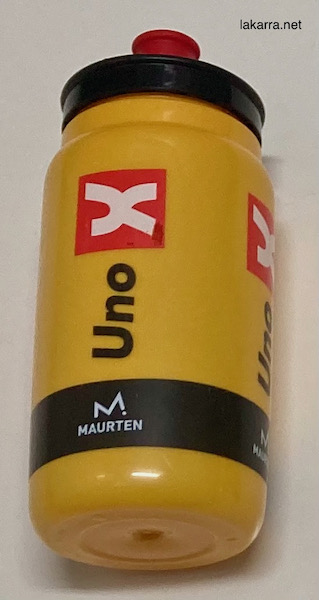 lakarra.net
Uno X
Uno
M.
MAURTEN